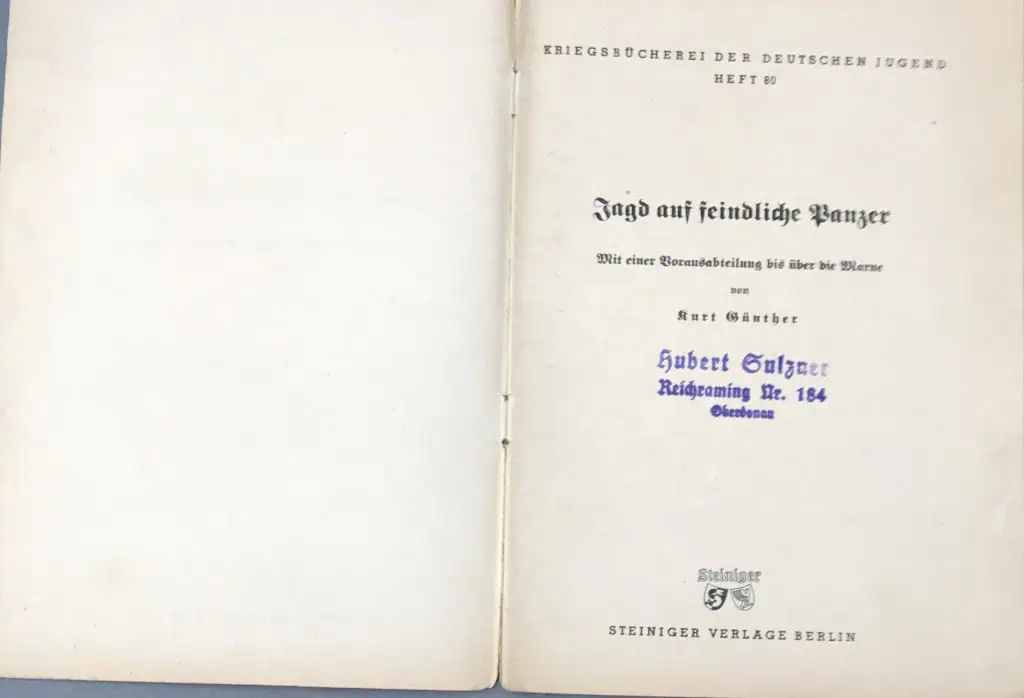 KRIEGSBÜCHEREI DER DEUTSCHEN JUGEND
HEFT 80
Jagd auf feindliche Panzer
Mit einer Vorausabteilung bis über die Marne
von
Kurt Günther
Hubert Sulzner
Reichraming Nr. 184
Oberdonau
Steiniger
STEINIGER VERLAGE BERLIN